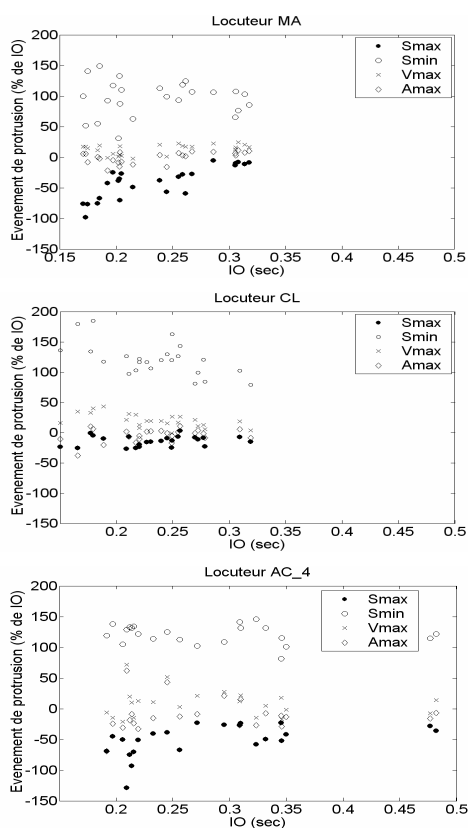 Locuteur MA
Evenement de protrusion (% de IO)
200
150
100
50
0
-50
-100
-150
0.15 0.2 0.25 0.3 0.35 0.4 0.45 0.5
IO (sec)
Smax
Smin
Vmax
Amax
Locuteur CL
Evenement de protrusion (% de IO)
200
150
100
50
0
-50
-100
-150
0.2 0.25 0.3 0.35 0.4 0.45 0.5
IO (sec)
Smax
Smin
Vmax
Amax
Locuteur AC_4
Evenement de protrusion (% de IO)
200
150
100
50
0
-50
-100
-150
0.2 0.25 0.3 0.35 0.4 0.45 0.5
IO (sec)
Smax
Smin
Vmax
Amax